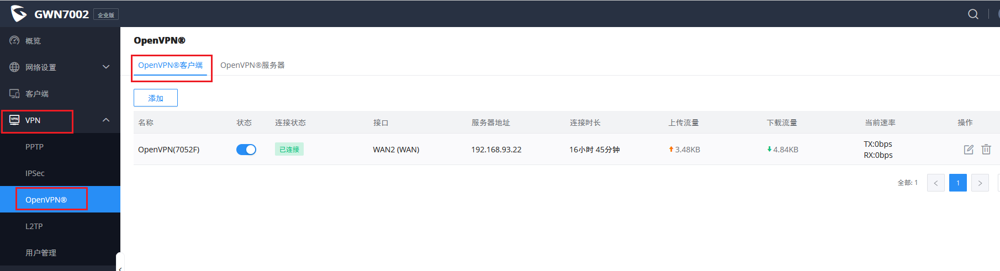 GWN7002 企业版
概览
网络设置
客户端
VPN
PPTP
IPSec
OpenVPN®
L2TP
用户管理
OpenVPN®
OpenVPN®客户端 OpenVPN®服务器
添加
名称 状态 连接状态 接口 服务器地址 连接时长 上传流量 下载流量 当前速率 操作
OpenVPN(7052F) 已连接 WAN2 (WAN) 192.168.93.22 16小时 45分钟 3.48KB 4.84KB TX:0bps
RX:0bps
全部: 1 < 1 >